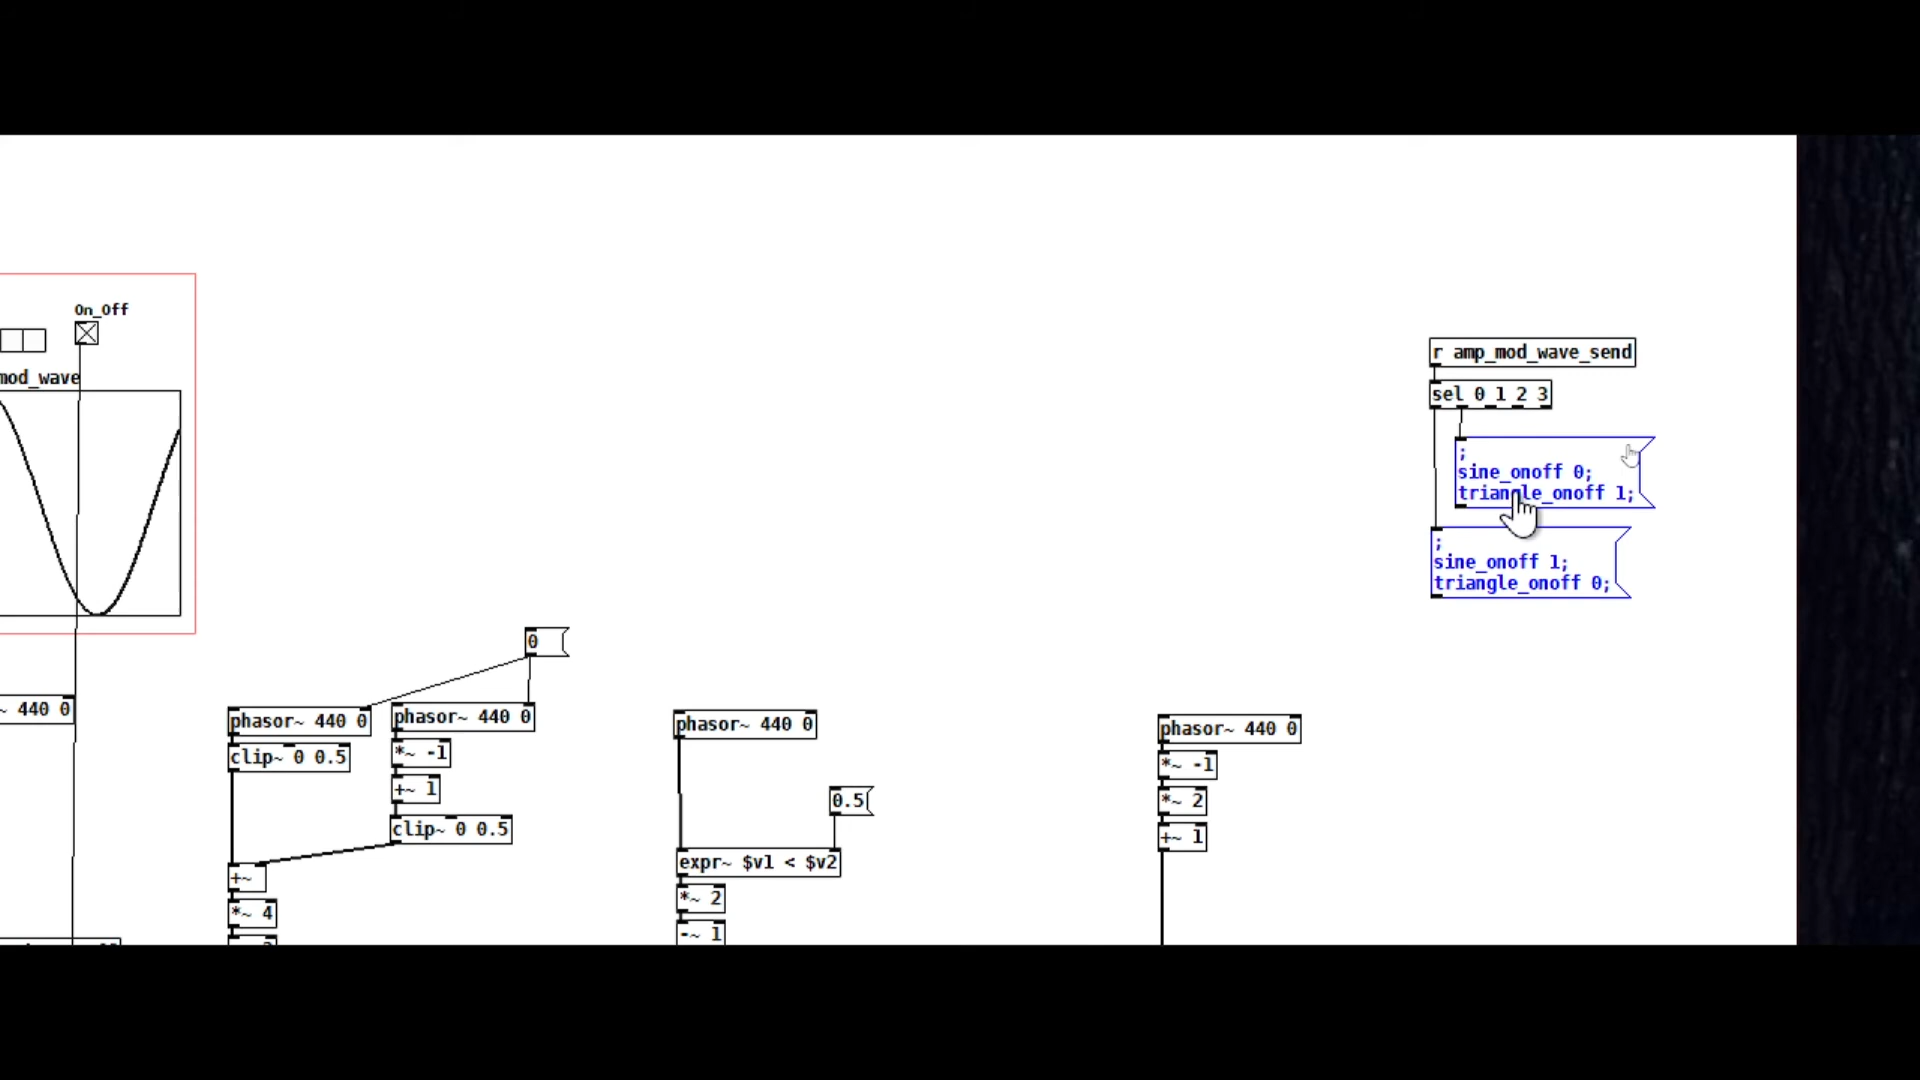 On_Off
mod_wave
r amp_mod_wave_send
sel 0 1 2 3
;
sine_onoff 0;
triangle_onoff 1;
;
sine_onoff 1;
triangle_onoff 0;
0
~ 440 0
phasor~ 440 0
phasor~ 440 0
phasor~ 440 0
phasor~ 440 0
clip~ 0 0.5
*~ -1
+~ 1
clip~ 0 0.5
0.5
*~ -1
*~ 2
+~ 1
+~
*~ 4
expr~ $v1 < $v2
*~ 2
-~ 1